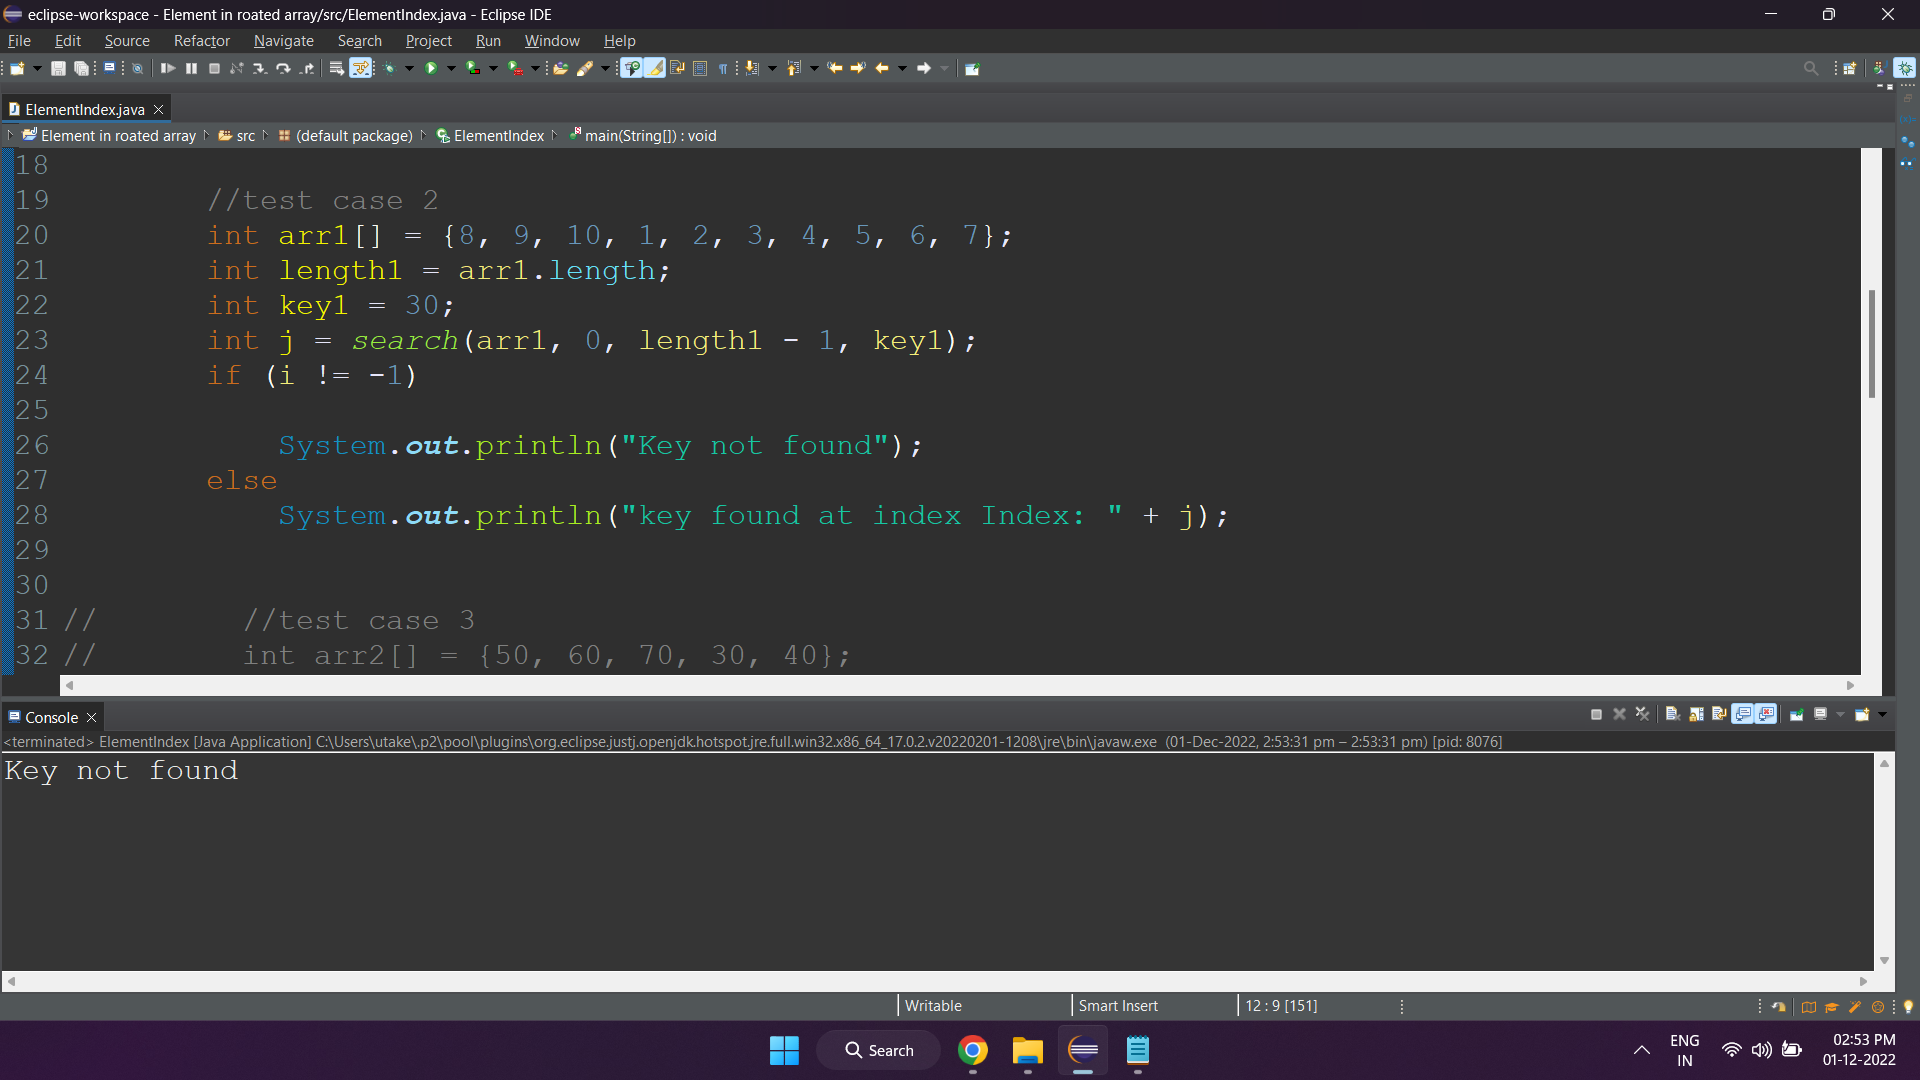 eclipse-workspace - Element in roated array/src/ElementIndex.java - Eclipse IDE
File Edit Source Refactor Navigate Search Project Run Window Help
ElementIndex.java
Element in roated array src (default package) ElementIndex main(String[]) : void
18
19 //test case 2
20 int arr1[] = {8, 9, 10, 1, 2, 3, 4, 5, 6, 7};
21 int length1 = arr1.length;
22 int key1 = 30;
23 int j = search(arr1, 0, length1 - 1, key1);
24 if (i != -1)
25
26 System.out.println("Key not found");
27 else
28 System.out.println("key found at index Index: " + j);
29
30
31 // //test case 3
32 // int arr2[] = {50, 60, 70, 30, 40};
Console
<terminated> ElementIndex [Java Application] C:\Users\utake\.p2\pool\plugins\org.eclipse.justj.openjdk.hotspot.jre.full.win32.x86_64_17.0.2.v20220201-1208\jre\bin\javaw.exe (01-Dec-2022, 2:53:31 pm – 2:53:31 pm) [pid: 8076]
Key not found
Writable Smart Insert 12 : 9 [151]
Search
ENG
IN
02:53 PM
01-12-2022